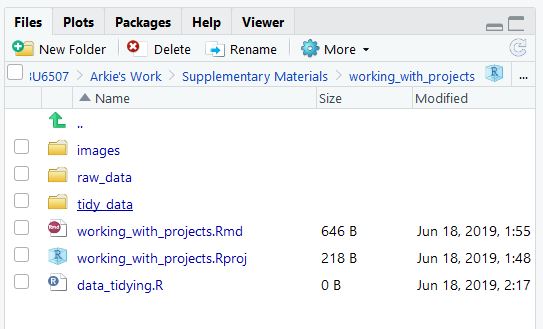 Files Plots Packages Help Viewer
New Folder Delete Rename More
Arkie's Work Supplementary Materials working_with_projects R ...
Name Size Modified
..
images
raw_data
tidy_data
Rmd working_with_projects.Rmd 646 B Jun 18, 2019, 1:55
R working_with_projects.Rproj 218 B Jun 18, 2019, 1:48
R data_tidying.R 0 B Jun 18, 2019, 2:17